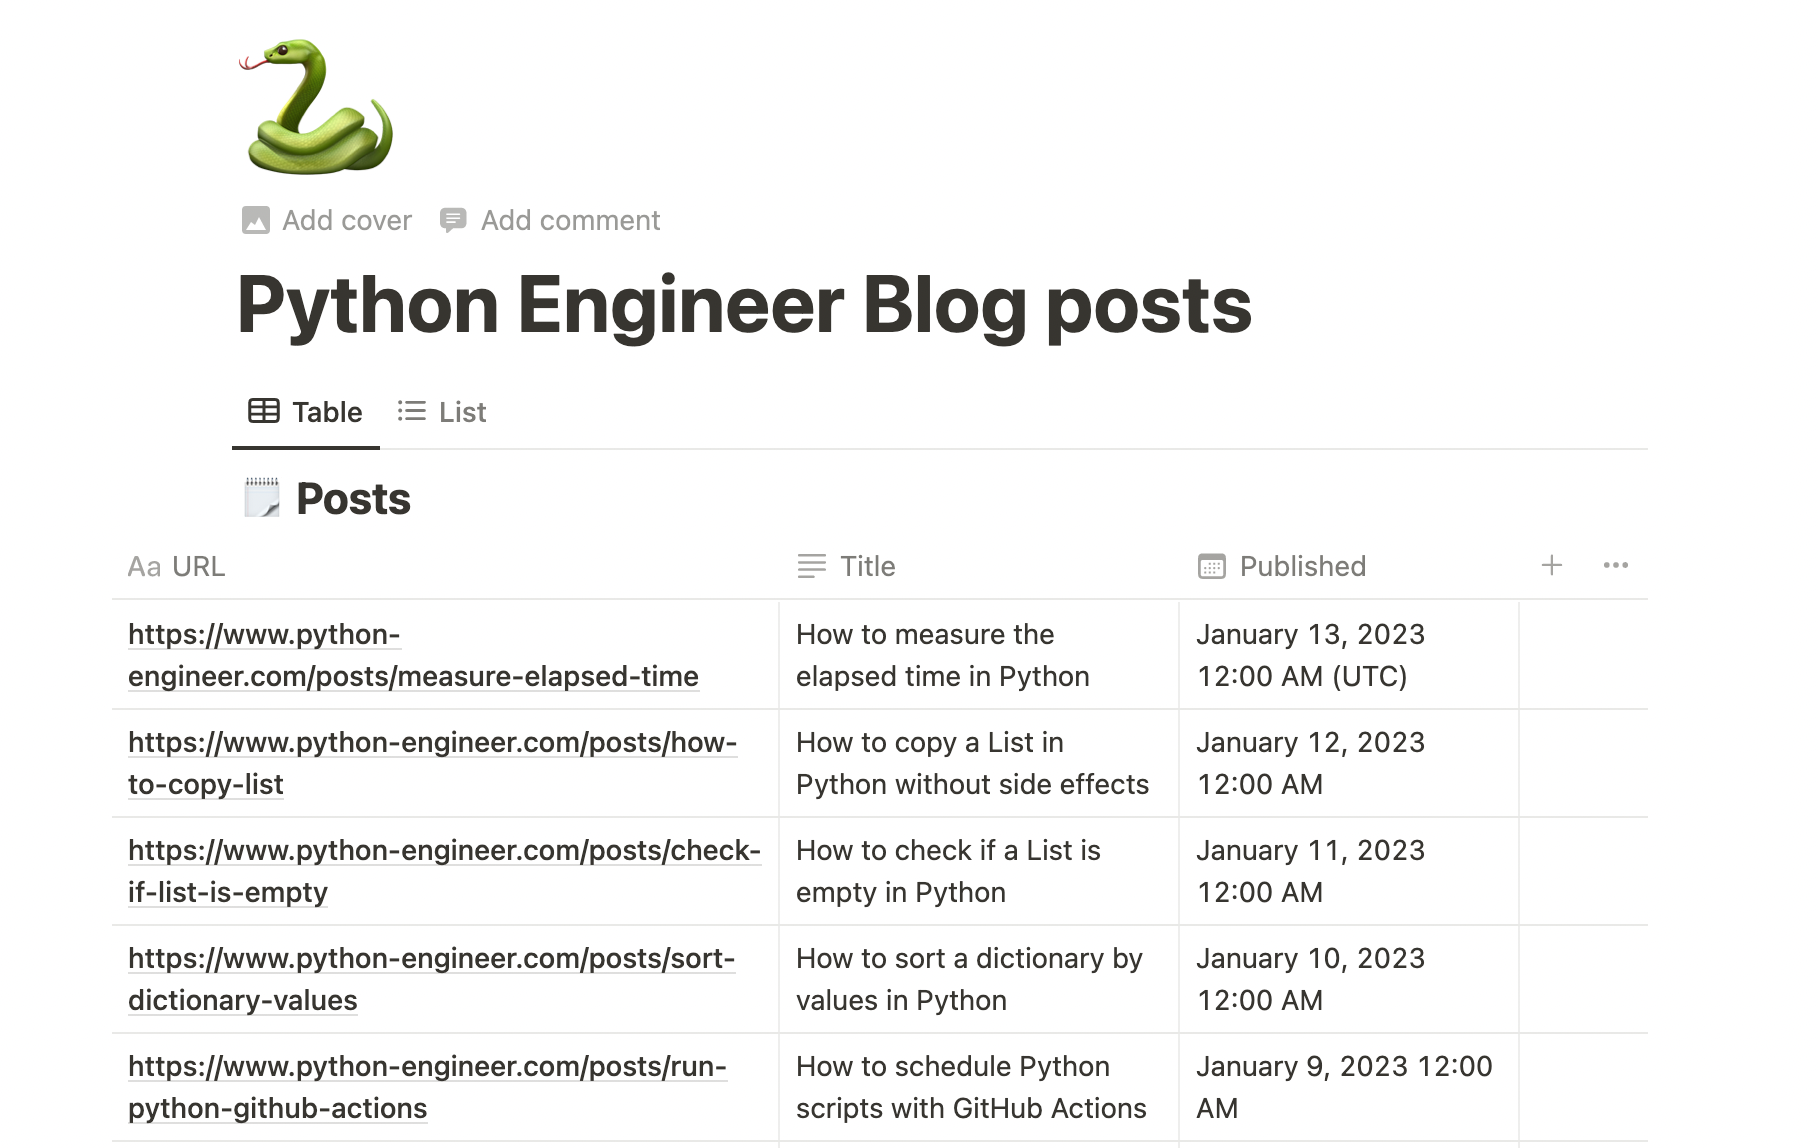 Add cover Add comment
Python Engineer Blog posts
Table List
Posts
Aa URL Title Published
https://www.python-
engineer.com/posts/measure-elapsed-time
How to measure the
elapsed time in Python
January 13, 2023
12:00 AM (UTC)
https://www.python-engineer.com/posts/how-
to-copy-list
How to copy a List in
Python without side effects
January 12, 2023
12:00 AM
https://www.python-engineer.com/posts/check-
if-list-is-empty
How to check if a List is
empty in Python
January 11, 2023
12:00 AM
https://www.python-engineer.com/posts/sort-
dictionary-values
How to sort a dictionary by
values in Python
January 10, 2023
12:00 AM
https://www.python-engineer.com/posts/run-
python-github-actions
How to schedule Python
scripts with GitHub Actions
January 9, 2023 12:00
AM